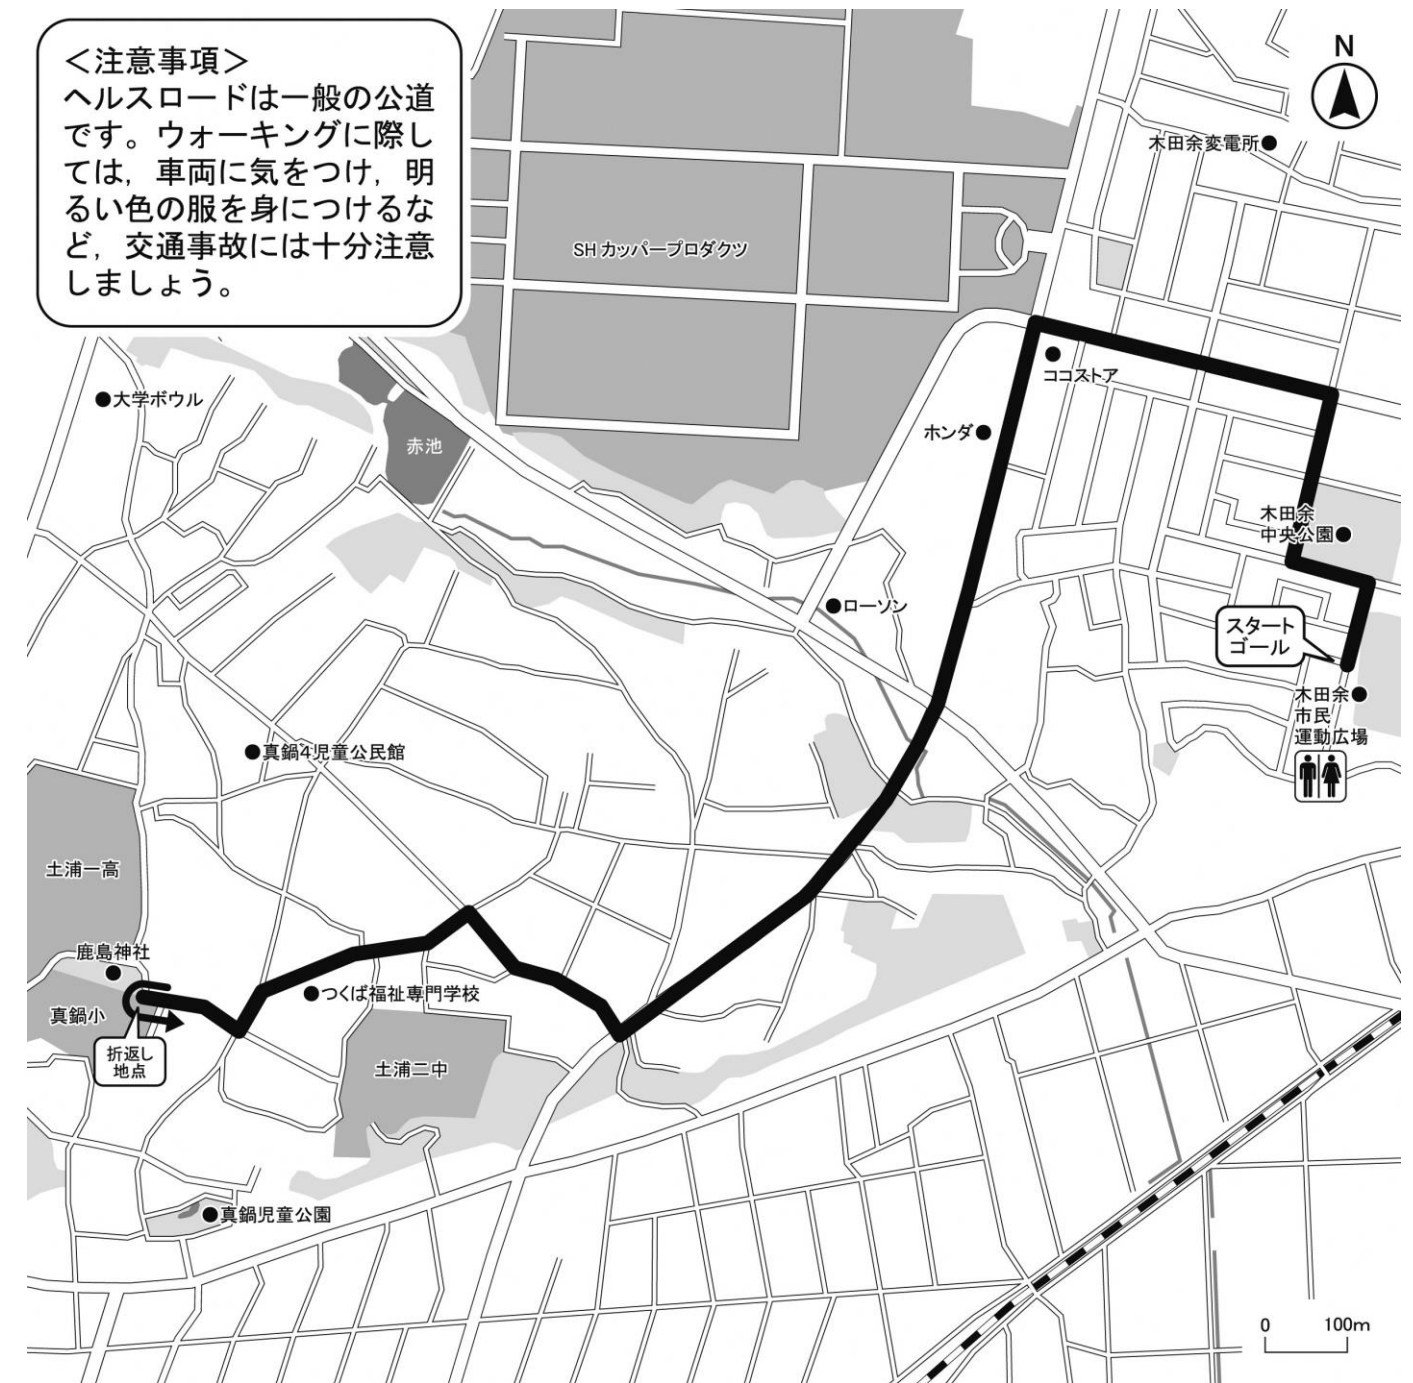 ＜注意事項＞
ヘルスロードは一般の公道
です。ウォーキングに際し
ては，車両に気をつけ，明
るい色の服を身につけるな
ど，交通事故には十分注意
しましょう。
N
木田余変電所
SHカッパープロダクツ
ココストア
大学ボウル
ホンダ
赤池
木田余
中央公園
ローソン
スタート
ゴール
木田余
市民
運動広場
真鍋4児童公民館
土浦一高
鹿島神社
つくば福祉専門学校
真鍋小
折返し
地点
土浦二中
真鍋児童公園
0 100m